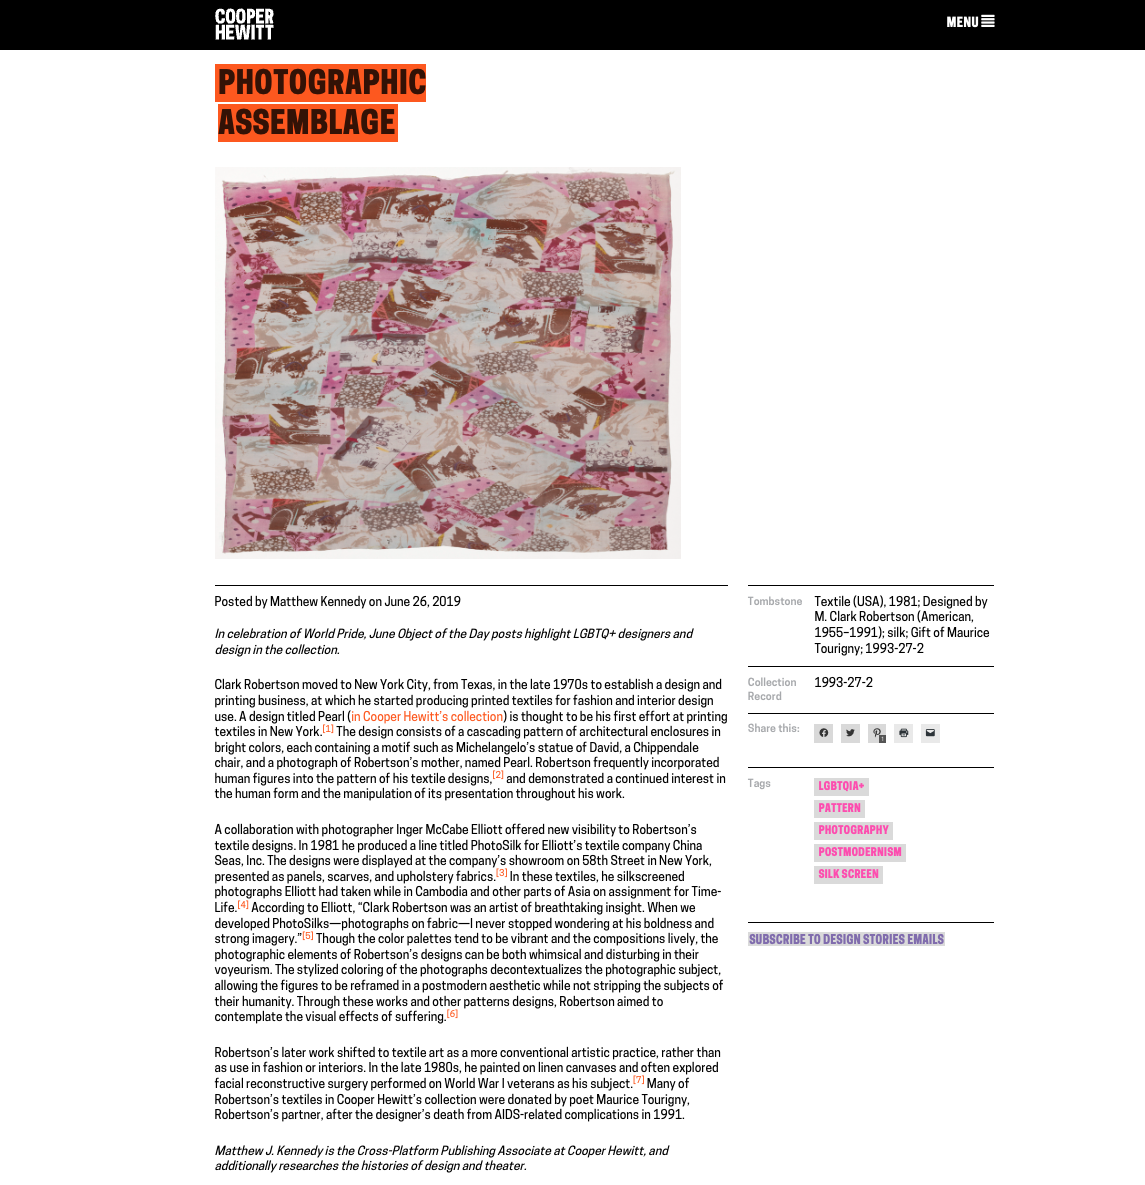 COOPER
HEWITT
MENU
PHOTOGRAPHIC
ASSEMBLAGE
Posted by Matthew Kennedy on June 26, 2019
In celebration of World Pride, June Object of the Day posts highlight LGBTQ+ designers and
design in the collection.
Clark Robertson moved to New York City, from Texas, in the late 1970s to establish a design and
printing business, at which he started producing printed textiles for fashion and interior design
use. A design titled Pearl (in Cooper Hewitt’s collection) is thought to be his first effort at printing
textiles in New York.[1] The design consists of a cascading pattern of architectural enclosures in
bright colors, each containing a motif such as Michelangelo’s statue of David, a Chippendale
chair, and a photograph of Robertson’s mother, named Pearl. Robertson frequently incorporated
human figures into the pattern of his textile designs,[2] and demonstrated a continued interest in
the human form and the manipulation of its presentation throughout his work.
A collaboration with photographer Inger McCabe Elliott offered new visibility to Robertson’s
textile designs. In 1981 he produced a line titled PhotoSilk for Elliott’s textile company China
Seas, Inc. The designs were displayed at the company’s showroom on 58th Street in New York,
presented as panels, scarves, and upholstery fabrics.[3] In these textiles, he silkscreened
photographs Elliott had taken while in Cambodia and other parts of Asia on assignment for Time-
Life.[4] According to Elliott, “Clark Robertson was an artist of breathtaking insight. When we
developed PhotoSilks—photographs on fabric—I never stopped wondering at his boldness and
strong imagery.”[5] Though the color palettes tend to be vibrant and the compositions lively, the
photographic elements of Robertson’s designs can be both whimsical and disturbing in their
voyeurism. The stylized coloring of the photographs decontextualizes the photographic subject,
allowing the figures to be reframed in a postmodern aesthetic while not stripping the subjects of
their humanity. Through these works and other patterns designs, Robertson aimed to
contemplate the visual effects of suffering.[6]
Robertson’s later work shifted to textile art as a more conventional artistic practice, rather than
as use in fashion or interiors. In the late 1980s, he painted on linen canvases and often explored
facial reconstructive surgery performed on World War I veterans as his subject.[7] Many of
Robertson’s textiles in Cooper Hewitt’s collection were donated by poet Maurice Tourigny,
Robertson’s partner, after the designer’s death from AIDS-related complications in 1991.
Matthew J. Kennedy is the Cross-Platform Publishing Associate at Cooper Hewitt, and
additionally researches the histories of design and theater.
Tombstone
Textile (USA), 1981; Designed by
M. Clark Robertson (American,
1955–1991); silk; Gift of Maurice
Tourigny; 1993-27-2
Collection
Record
1993-27-2
Share this:
1
Tags
LGBTQIA+
PATTERN
PHOTOGRAPHY
POSTMODERNISM
SILK SCREEN
SUBSCRIBE TO DESIGN STORIES EMAILS